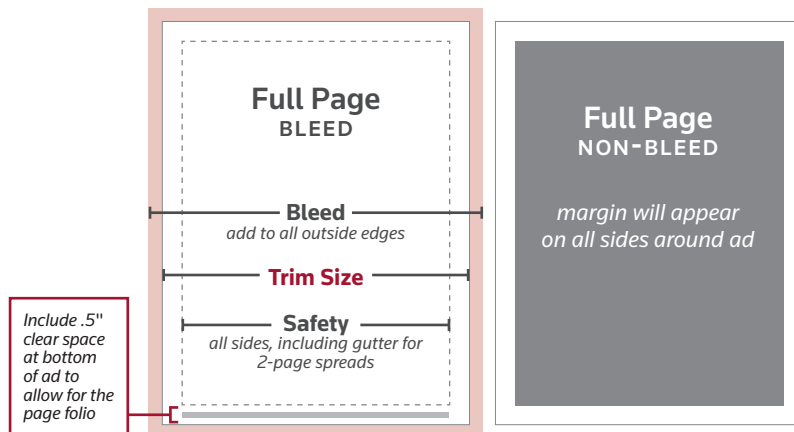 Full Page
BLEED
Bleed
add to all outside edges
Trim Size
Safety
all sides, including gutter for
2-page spreads
Include .5"
clear space
at bottom
of ad to
allow for the
page folio
Full Page
NON-BLEED
margin will appear
on all sides around ad